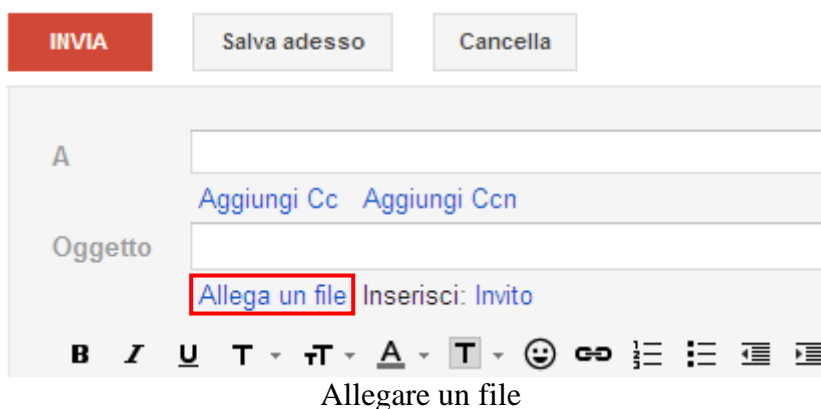 INVIA Salva adesso Cancella
A
Aggiungi Cc Aggiungi Ccn
Oggetto
Allega un file Inserisci: Invito
B I U T T A T
Allegare un file